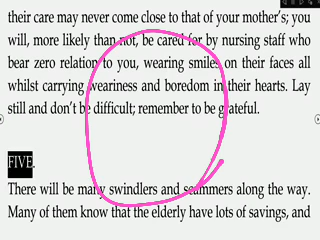 their care may never come close to that of your mother's; you
will, more likely than not, be cared for by nursing staff who
bear zero relation to you, wearing smiles on their faces all
whilst carrying weariness and boredom in their hearts. Lay
still and don't be difficult; remember to be grateful.
FIVE
There will be many swindlers and scammers along the way.
Many of them know that the elderly have lots of savings, and